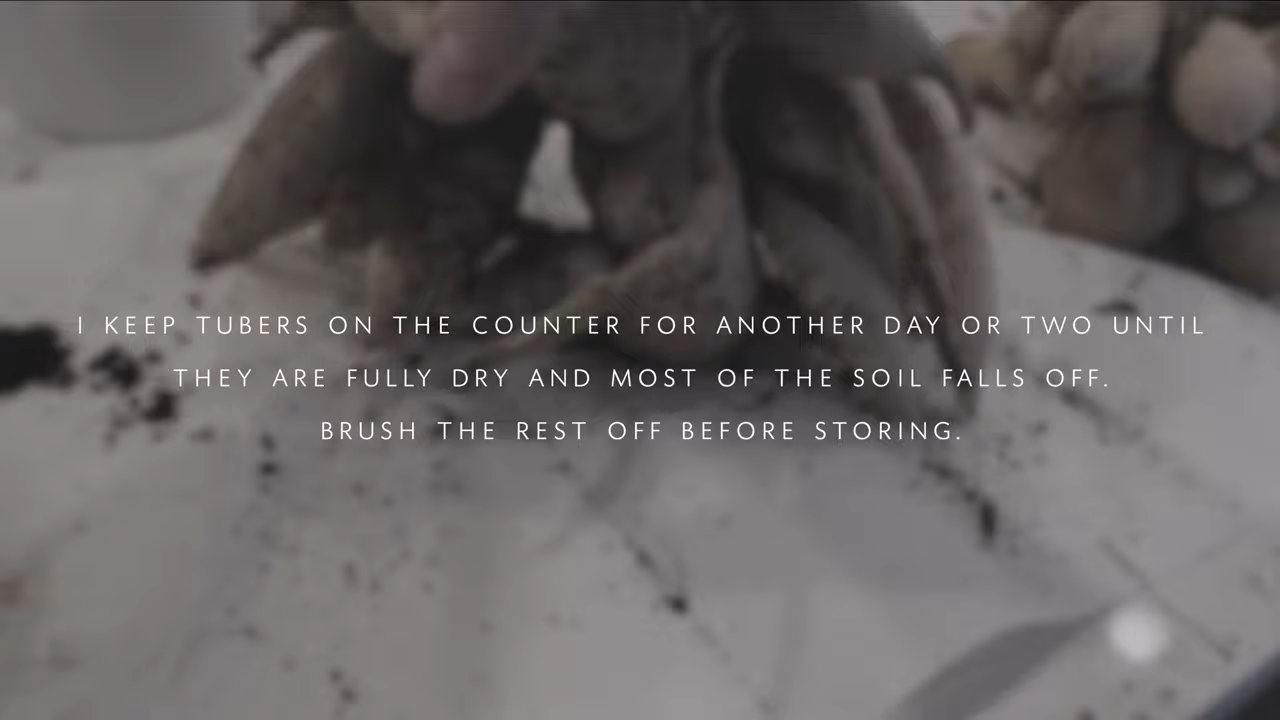 I KEEP TUBERS ON THE COUNTER FOR ANOTHER DAY OR TWO UNTIL
THEY ARE FULLY DRY AND MOST OF THE SOIL FALLS OFF.
BRUSH THE REST OFF BEFORE STORING.